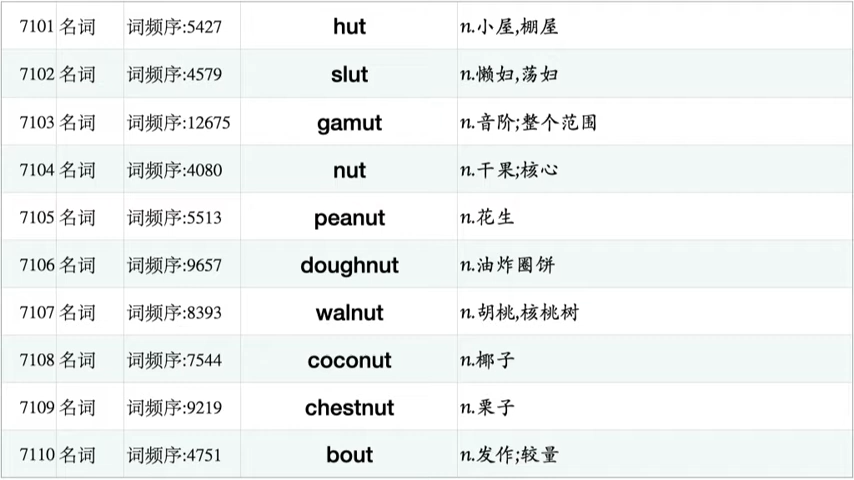 7101 名词 词频序:5427 hut n.小屋,棚屋
7102 名词 词频序:4579 slut n.懒妇,荡妇
7103 名词 词频序:12675 gamut n.音阶;整个范围
7104 名词 词频序:4080 nut n.干果;核心
7105 名词 词频序:5513 peanut n.花生
7106 名词 词频序:9657 doughnut n.油炸圈饼
7107 名词 词频序:8393 walnut n.胡桃,核桃树
7108 名词 词频序:7544 coconut n.椰子
7109 名词 词频序:9219 chestnut n.栗子
7110 名词 词频序:4751 bout n.发作;较量